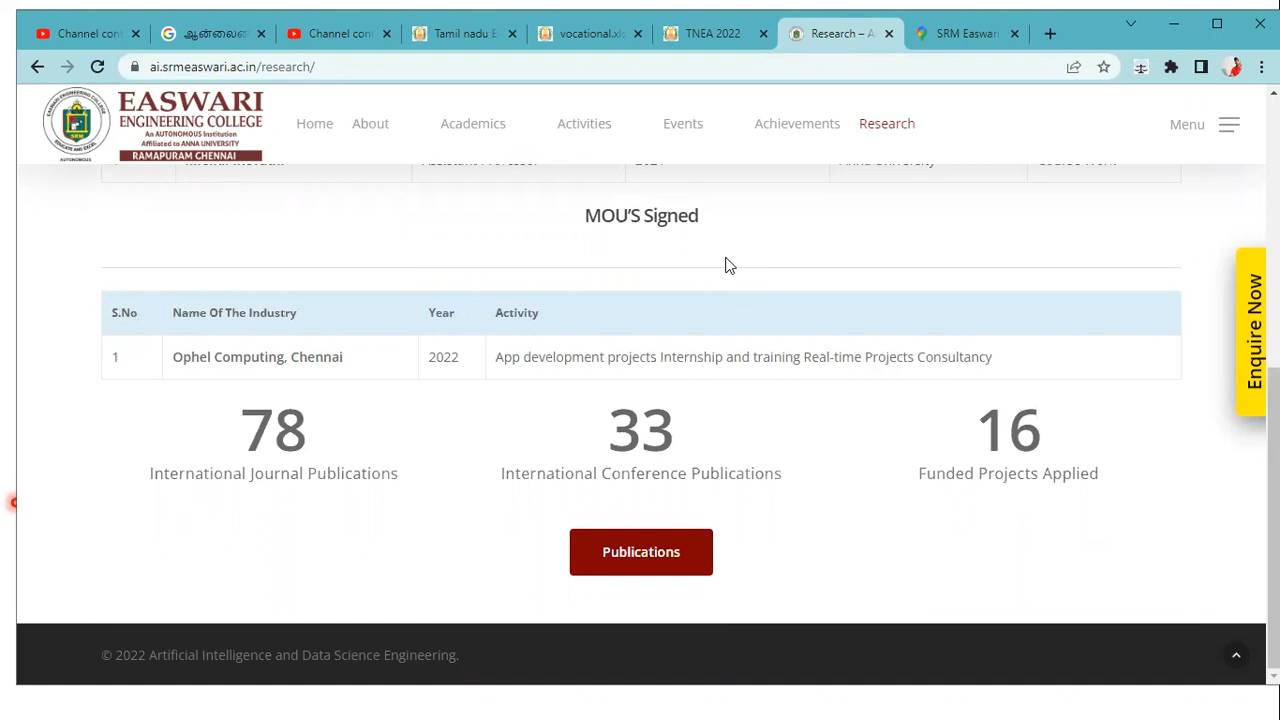 Channel cont
ஆன்லைன
Channel cont
Tamil nadu E
vocational.xls
TNEA 2022
Research – A
SRM Easwari
ai.srmeaswari.ac.in/research/
EASWARI
ENGINEERING COLLEGE
An AUTONOMOUS Institution
Affiliated to ANNA UNIVERSITY
RAMAPURAM CHENNAI
SRM
AUTONOMOUS
Home About Academics Activities Events Achievements Research
Menu
MOU'S Signed
S.No Name Of The Industry Year Activity
1 Ophel Computing, Chennai 2022 App development projects Internship and training Real-time Projects Consultancy
78 33 16
International Journal Publications International Conference Publications Funded Projects Applied
Publications
Enquire Now
© 2022 Artificial Intelligence and Data Science Engineering.